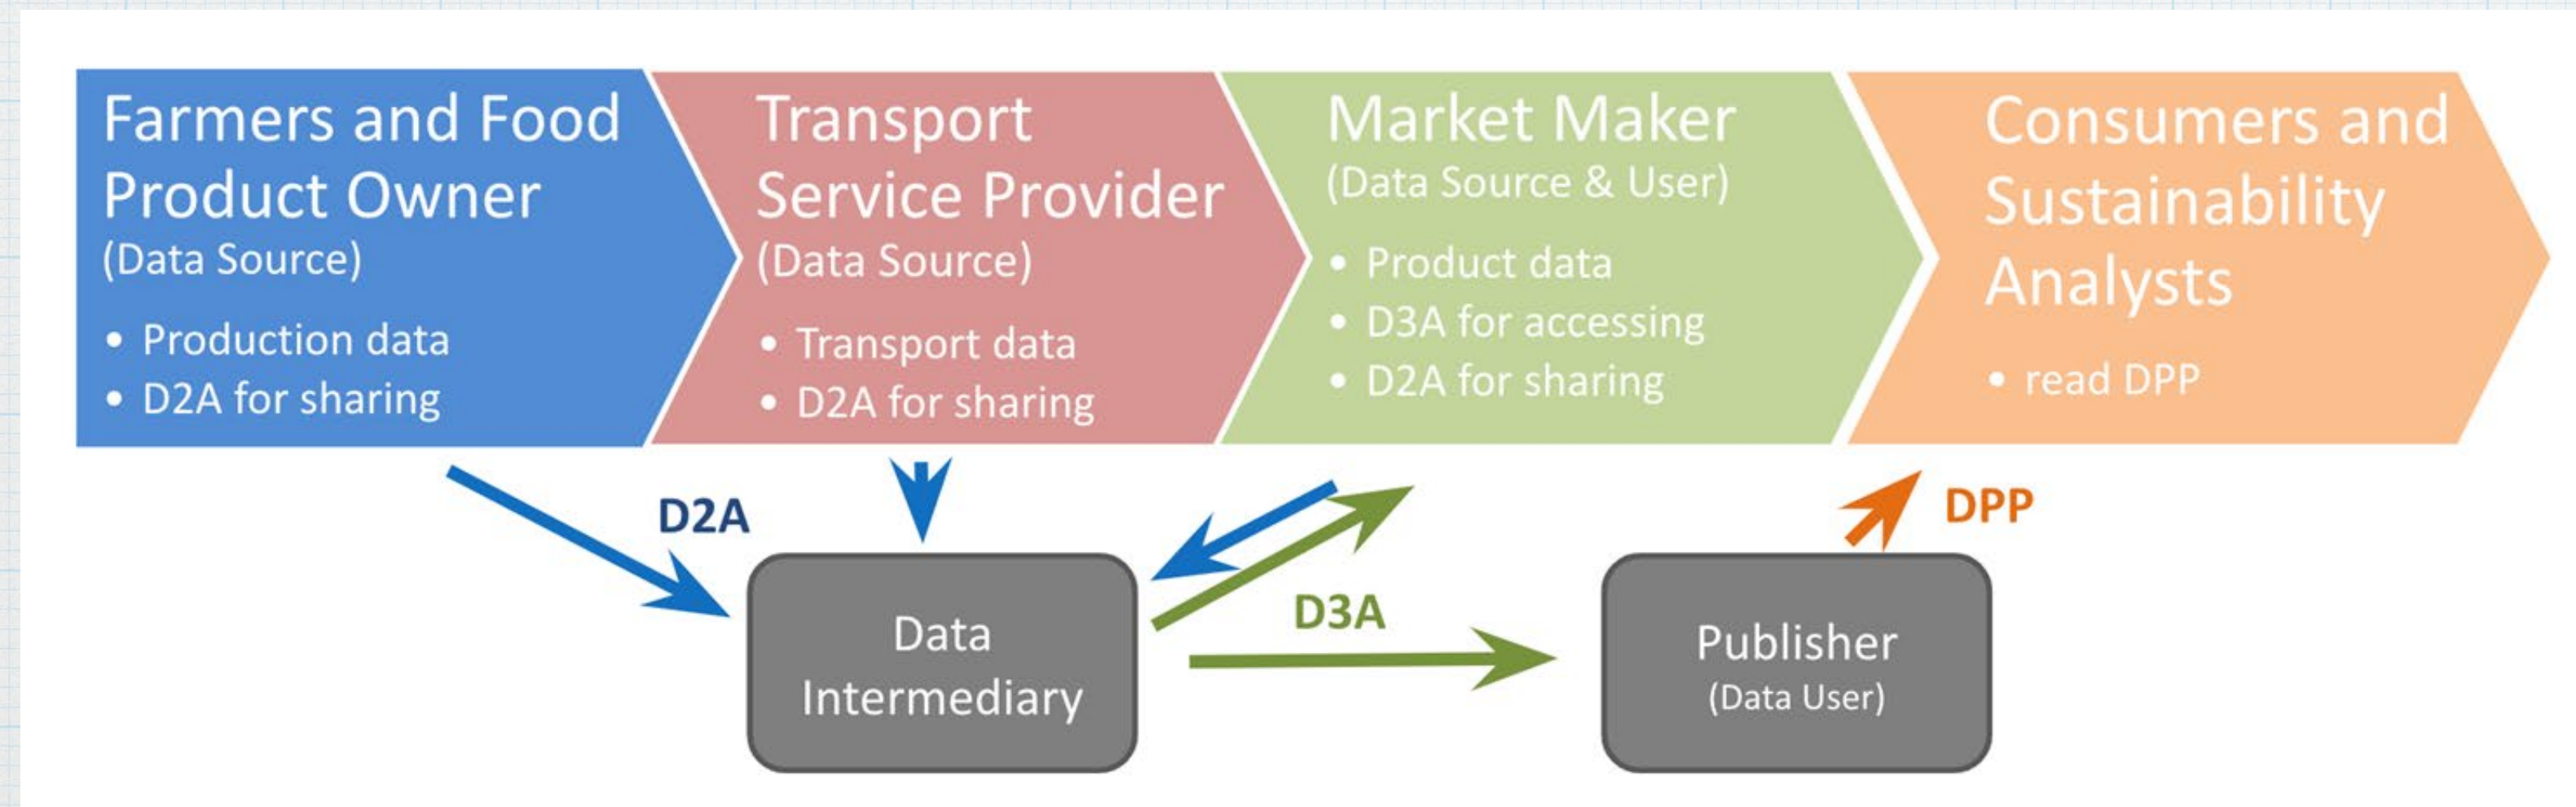 Farmers and Food
Product Owner
(Data Source)
• Production data
• D2A for sharing
Transport
Service Provider
(Data Source)
• Transport data
• D2A for sharing
Market Maker
(Data Source & User)
• Product data
• D3A for accessing
• D2A for sharing
Consumers and
Sustainability
Analysts
• read DPP
D2A
DPP
D3A
Data
Intermediary
Publisher
(Data User)